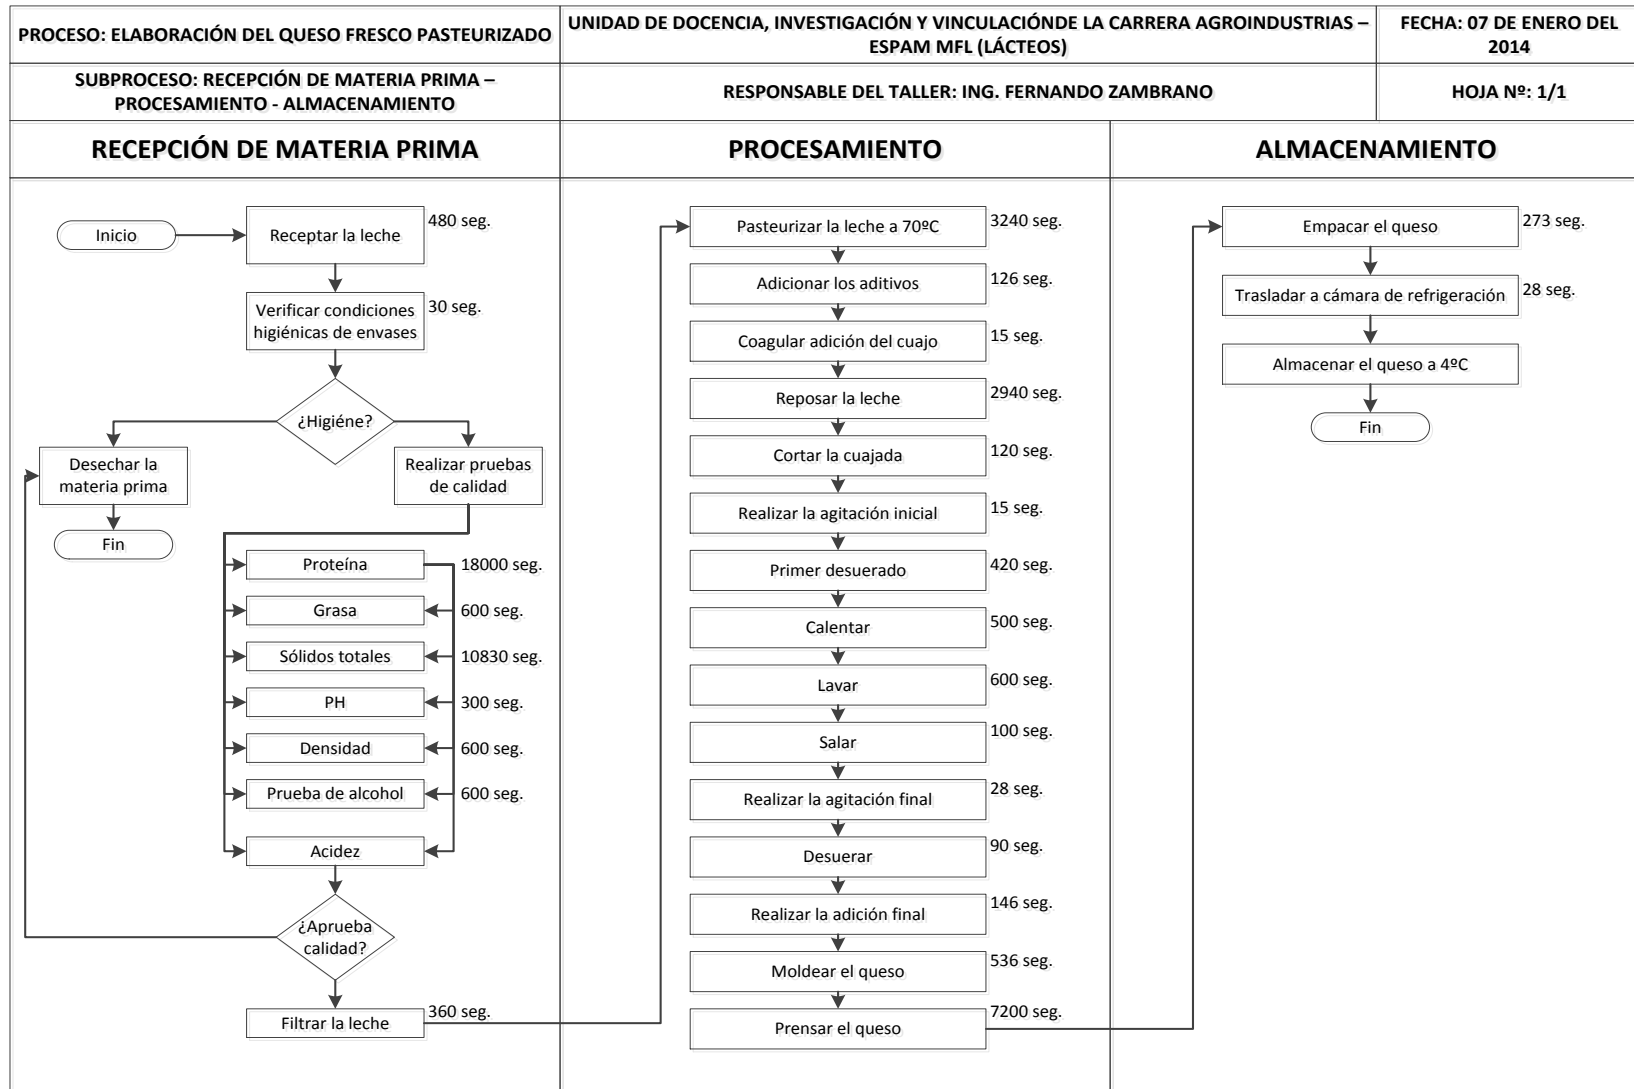 PROCESO: ELABORACIÓN DEL QUESO FRESCO PASTEURIZADO
UNIDAD DE DOCENCIA, INVESTIGACIÓN Y VINCULACIÓNDE LA CARRERA AGROINDUSTRIAS –
ESPAM MFL (LÁCTEOS)
FECHA: 07 DE ENERO DEL
2014
SUBPROCESO: RECEPCIÓN DE MATERIA PRIMA –
PROCESAMIENTO - ALMACENAMIENTO
RESPONSABLE DEL TALLER: ING. FERNANDO ZAMBRANO
HOJA Nº: 1/1
RECEPCIÓN DE MATERIA PRIMA
PROCESAMIENTO
ALMACENAMIENTO
Inicio
Receptar la leche
480 seg.
Verificar condiciones
higiénicas de envases
30 seg.
¿Higiéne?
Desechar la
materia prima
Fin
Realizar pruebas
de calidad
Proteína
18000 seg.
Grasa
600 seg.
Sólidos totales
10830 seg.
PH
300 seg.
Densidad
600 seg.
Prueba de alcohol
600 seg.
Acidez
¿Aprueba
calidad?
Filtrar la leche
360 seg.
Pasteurizar la leche a 70ºC
3240 seg.
Adicionar los aditivos
126 seg.
Coagular adición del cuajo
15 seg.
Reposar la leche
2940 seg.
Cortar la cuajada
120 seg.
Realizar la agitación inicial
15 seg.
Primer desuerado
420 seg.
Calentar
500 seg.
Lavar
600 seg.
Salar
100 seg.
Realizar la agitación final
28 seg.
Desuerar
90 seg.
Realizar la adición final
146 seg.
Moldear el queso
536 seg.
Prensar el queso
7200 seg.
Empacar el queso
273 seg.
Trasladar a cámara de refrigeración
28 seg.
Almacenar el queso a 4ºC
Fin